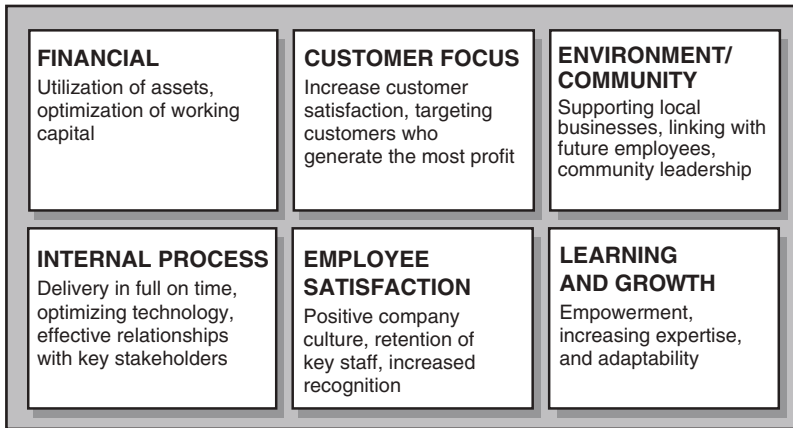 FINANCIAL
Utilization of assets,
optimization of working
capital
CUSTOMER FOCUS
Increase customer
satisfaction, targeting
customers who
generate the most profit
ENVIRONMENT/
COMMUNITY
Supporting local
businesses, linking with
future employees,
community leadership
INTERNAL PROCESS
Delivery in full on time,
optimizing technology,
effective relationships
with key stakeholders
EMPLOYEE
SATISFACTION
Positive company
culture, retention of
key staff, increased
recognition
LEARNING
AND GROWTH
Empowerment,
increasing expertise,
and adaptability